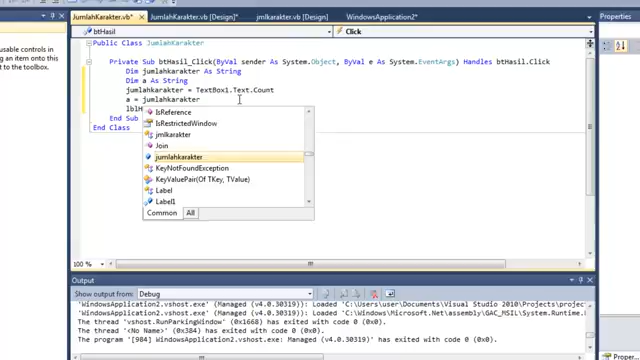 JumlahKarakter.vb* JumlahKarakter.vb [Design]* jmlkarakter.vb [Design] WindowsApplication2*
Properties
btHasil Click
usable controls in
Public Class JumlahKarakter
to the toolbox.
Private Sub btHasil_Click(ByVal sender As System.Object, ByVal e As System.EventArgs) Handles btHasil.Click
Dim jumlahkarakter As String
Dim a As String
jumlahkarakter = TextBox1.Text.Count
a = jumlahkarakter
lblH
IsReference
End Sub
IsRestrictedWindow
End Class
jmlkarakter
Join
jumlahkarakter
KeyNotFoundException
KeyValuePair(Of TKey, TValue)
Label
Label1
Common All
100 %
Output
Show output from: Debug
'WindowsApplication2.vshost.exe' (Managed (v4.0.30319)): Loaded 'C:\Users\user\Documents\Visual Studio 2010\Projects\proje
'WindowsApplication2.vshost.exe' (Managed (v4.0.30319)): Loaded 'C:\Windows\Microsoft.Net\assembly\GAC_MSIL\System.Runtime.
The thread 'vshost.RunParkingWindow' (0x1668) has exited with code 0 (0x0).
The thread '<No Name>' (0x384) has exited with code 0 (0x0).
The program '[984] WindowsApplication2.vshost.exe: Managed (v4.0.30319)' has exited with code 0 (0x0).
Properties